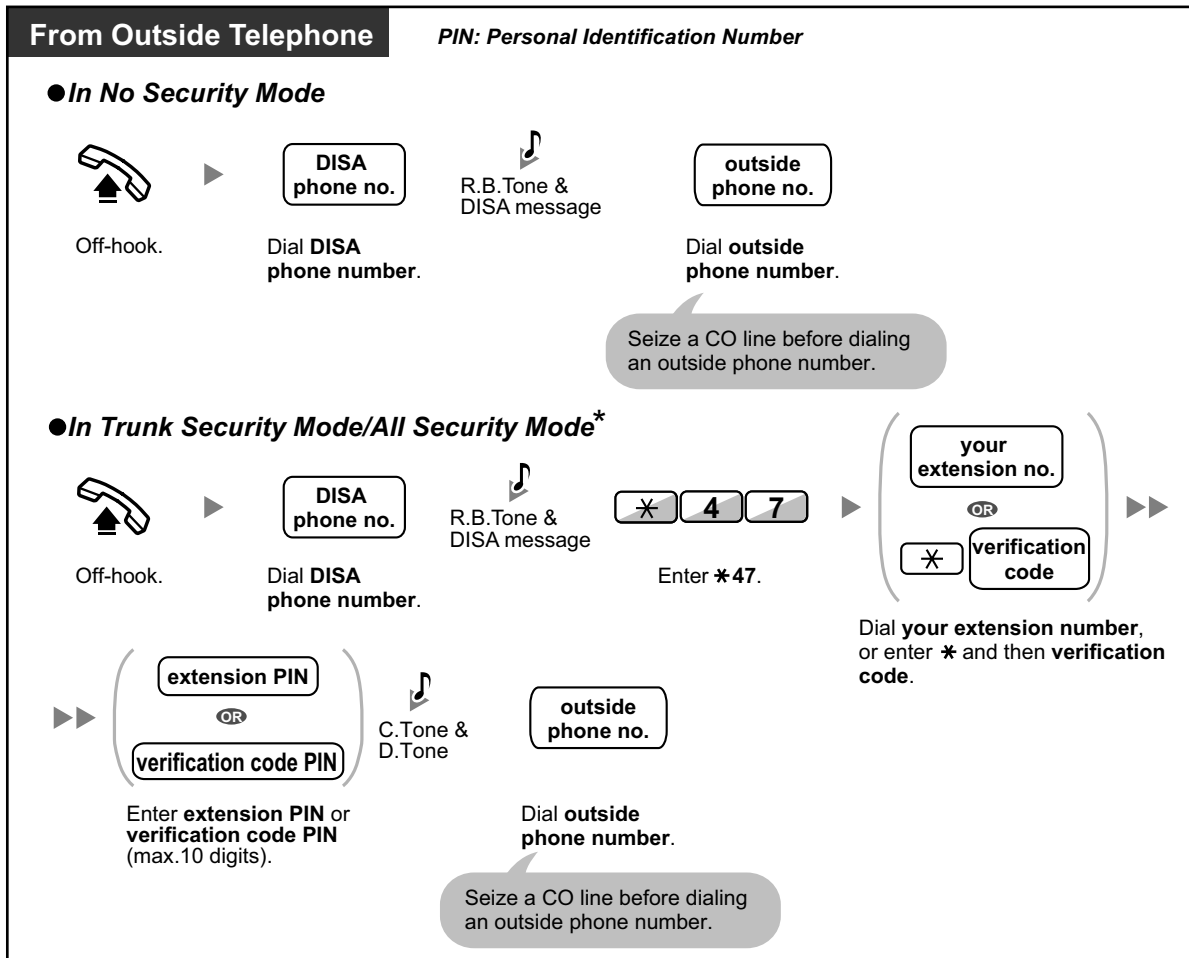 From Outside Telephone
PIN: Personal Identification Number
●In No Security Mode
DISA
phone no.
R.B.Tone &
DISA message
outside
phone no.
Off-hook.
Dial DISA
phone number.
Dial outside
phone number.
Seize a CO line before dialing
an outside phone number.
●In Trunk Security Mode/All Security Mode*
DISA
phone no.
R.B.Tone &
DISA message
* 4 7
your
extension no.
OR
* verification
code
Off-hook.
Dial DISA
phone number.
Enter *47.
Dial your extension number,
or enter * and then verification
code.
extension PIN
OR
verification code PIN
C.Tone &
D.Tone
outside
phone no.
Enter extension PIN or
verification code PIN
(max.10 digits).
Dial outside
phone number.
Seize a CO line before dialing
an outside phone number.